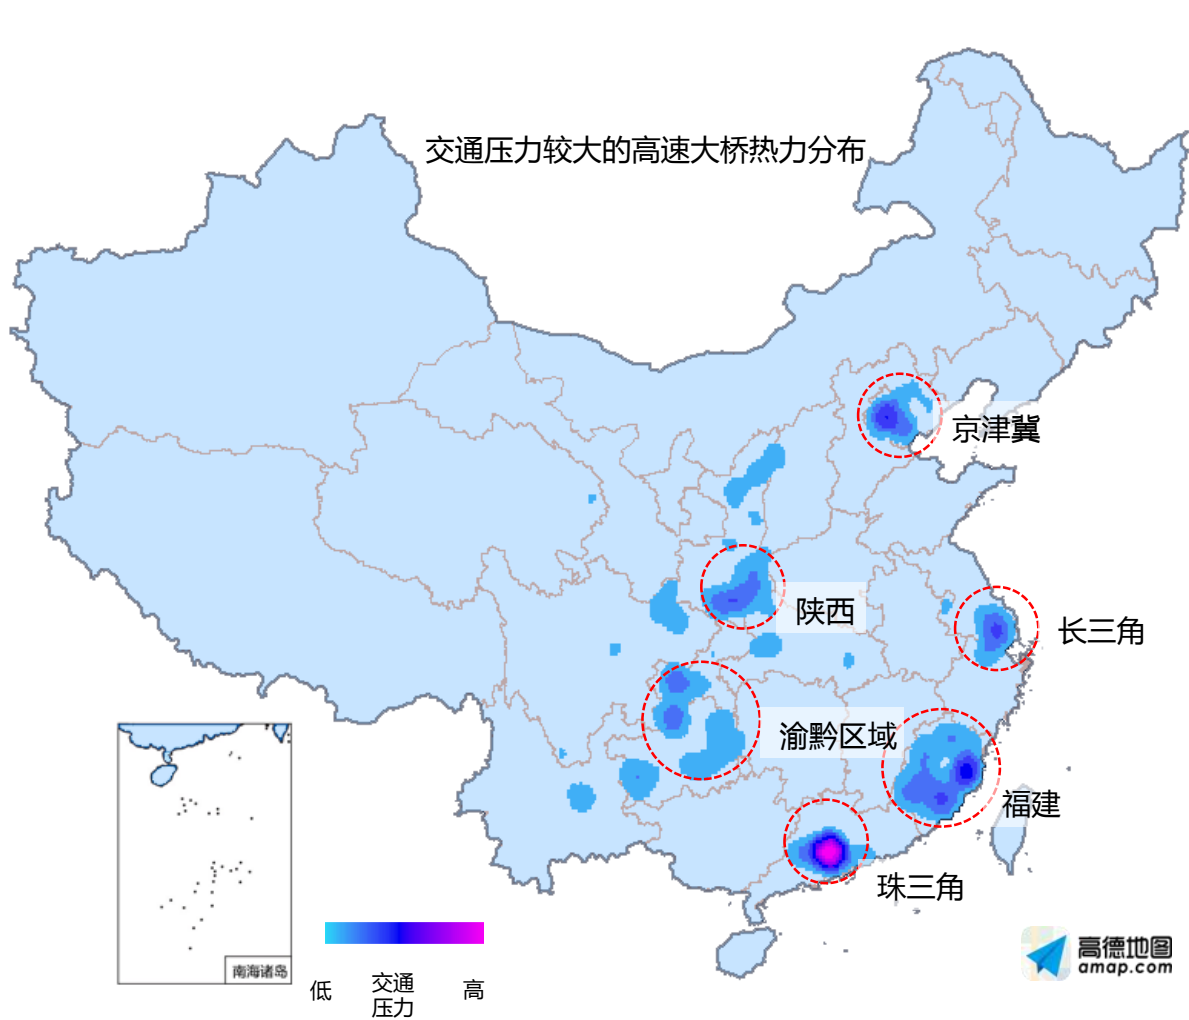 交通压力较大的高速大桥热力分布
京津冀
陕西
长三角
渝黔区域
福建
珠三角
南海诸岛
低
交通
压力
高
高德地图
amap.com